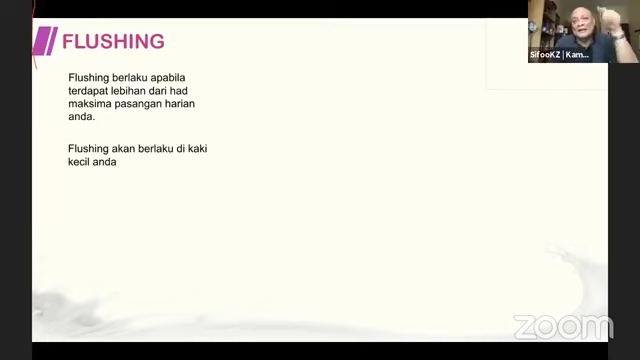 FLUSHING
Flushing berlaku apabila
terdapat lebihan dari had
maksima pasangan harian
anda.
Flushing akan berlaku di kaki
kecil anda
SifooKZ | Kam...
zoom